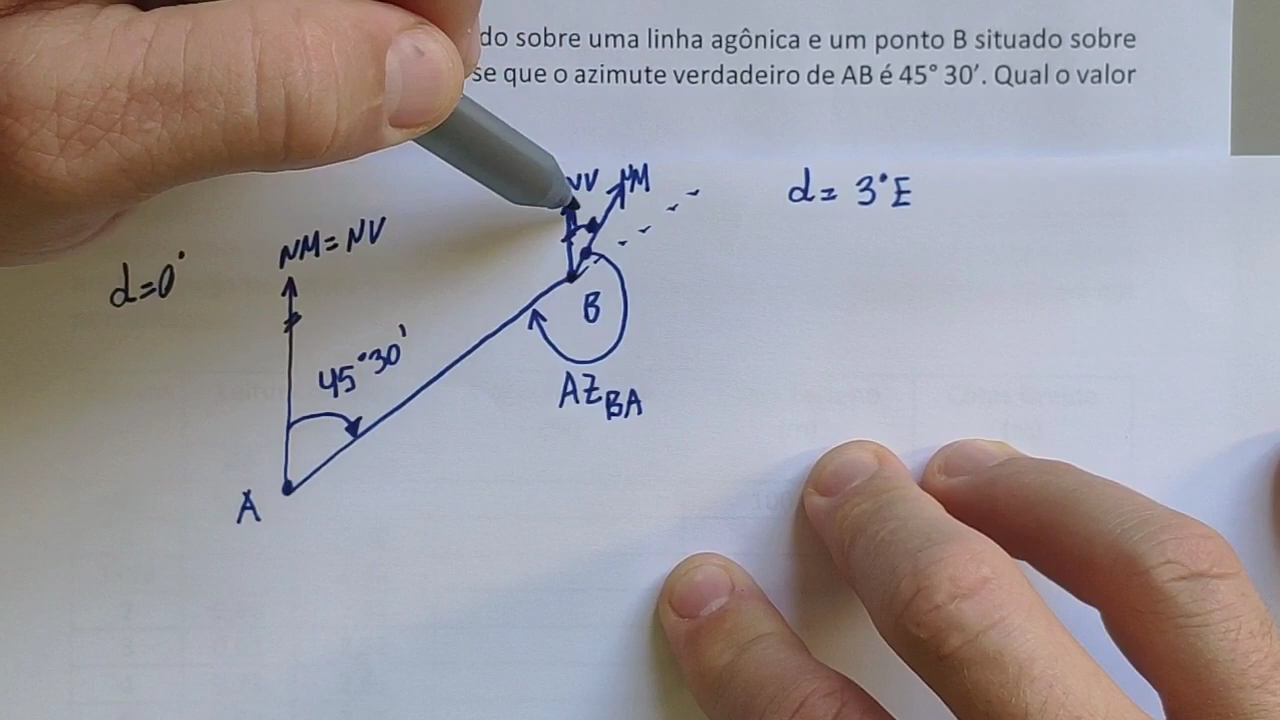 do sobre uma linha agônica e um ponto B situado sobre
se que o azimute verdadeiro de AB é 45° 30'. Qual o valor
NV NM
d= 3°E
NM=NV
d=0°
45°30'
B
AZBA
A